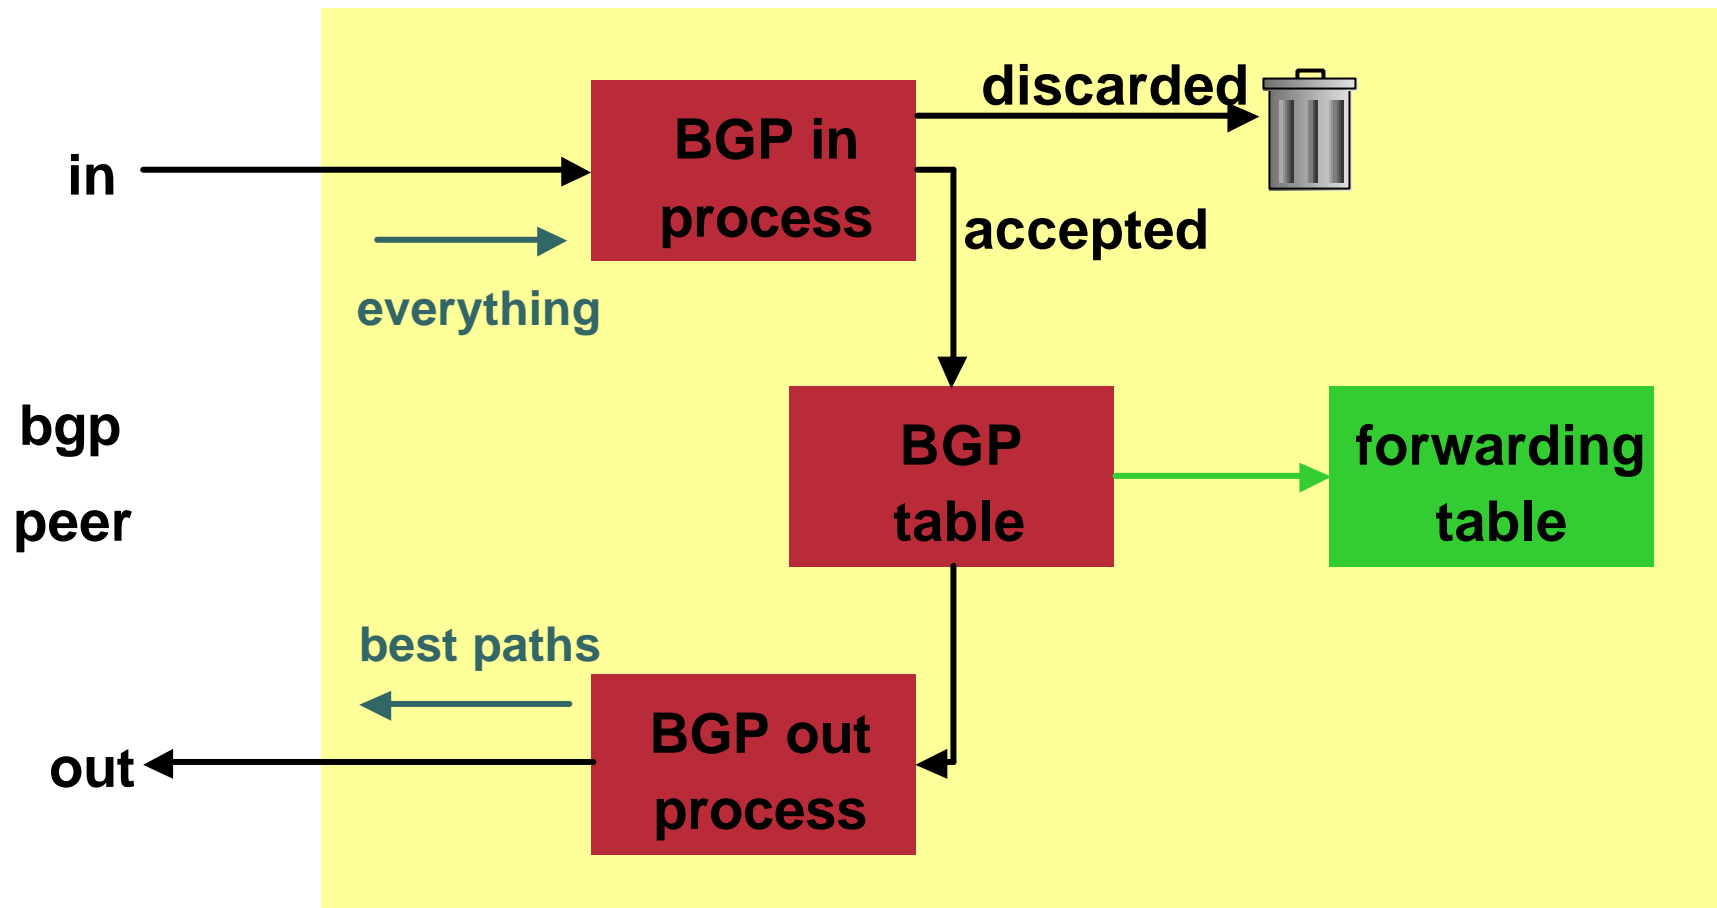 discarded
BGP in
process
in
accepted
everything
bgp
peer
BGP
table
forwarding
table
best paths
BGP out
process
out